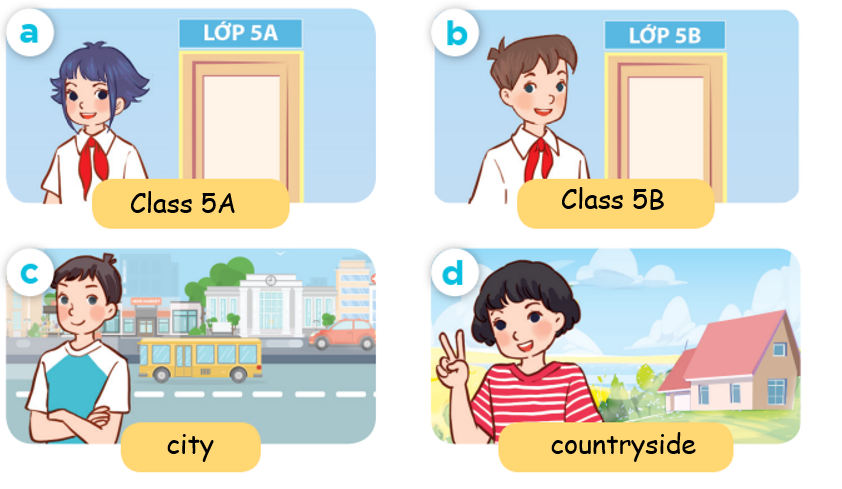 a
LỚP 5A
Class 5A
b
LỚP 5B
Class 5B
c
city
d
countryside